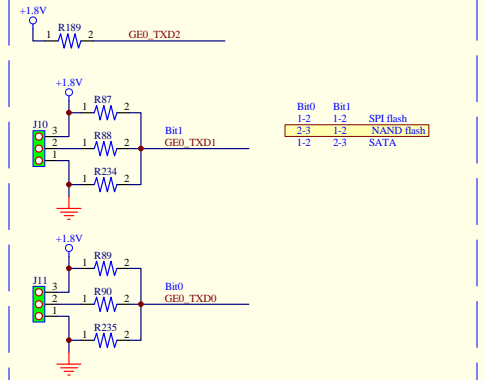 +1.8V
1 R189 2 GE0_TXD2
+1.8V
1 R87 2
J10
3
2
1
1 R88 2
Bit1
GE0_TXD1
1 R234 2
Bit0 Bit1
1-2 1-2 SPI flash
2-3 1-2 NAND flash
1-2 2-3 SATA
+1.8V
1 R89 2
J11
3
2
1
1 R90 2
Bit0
GE0_TXD0
1 R235 2